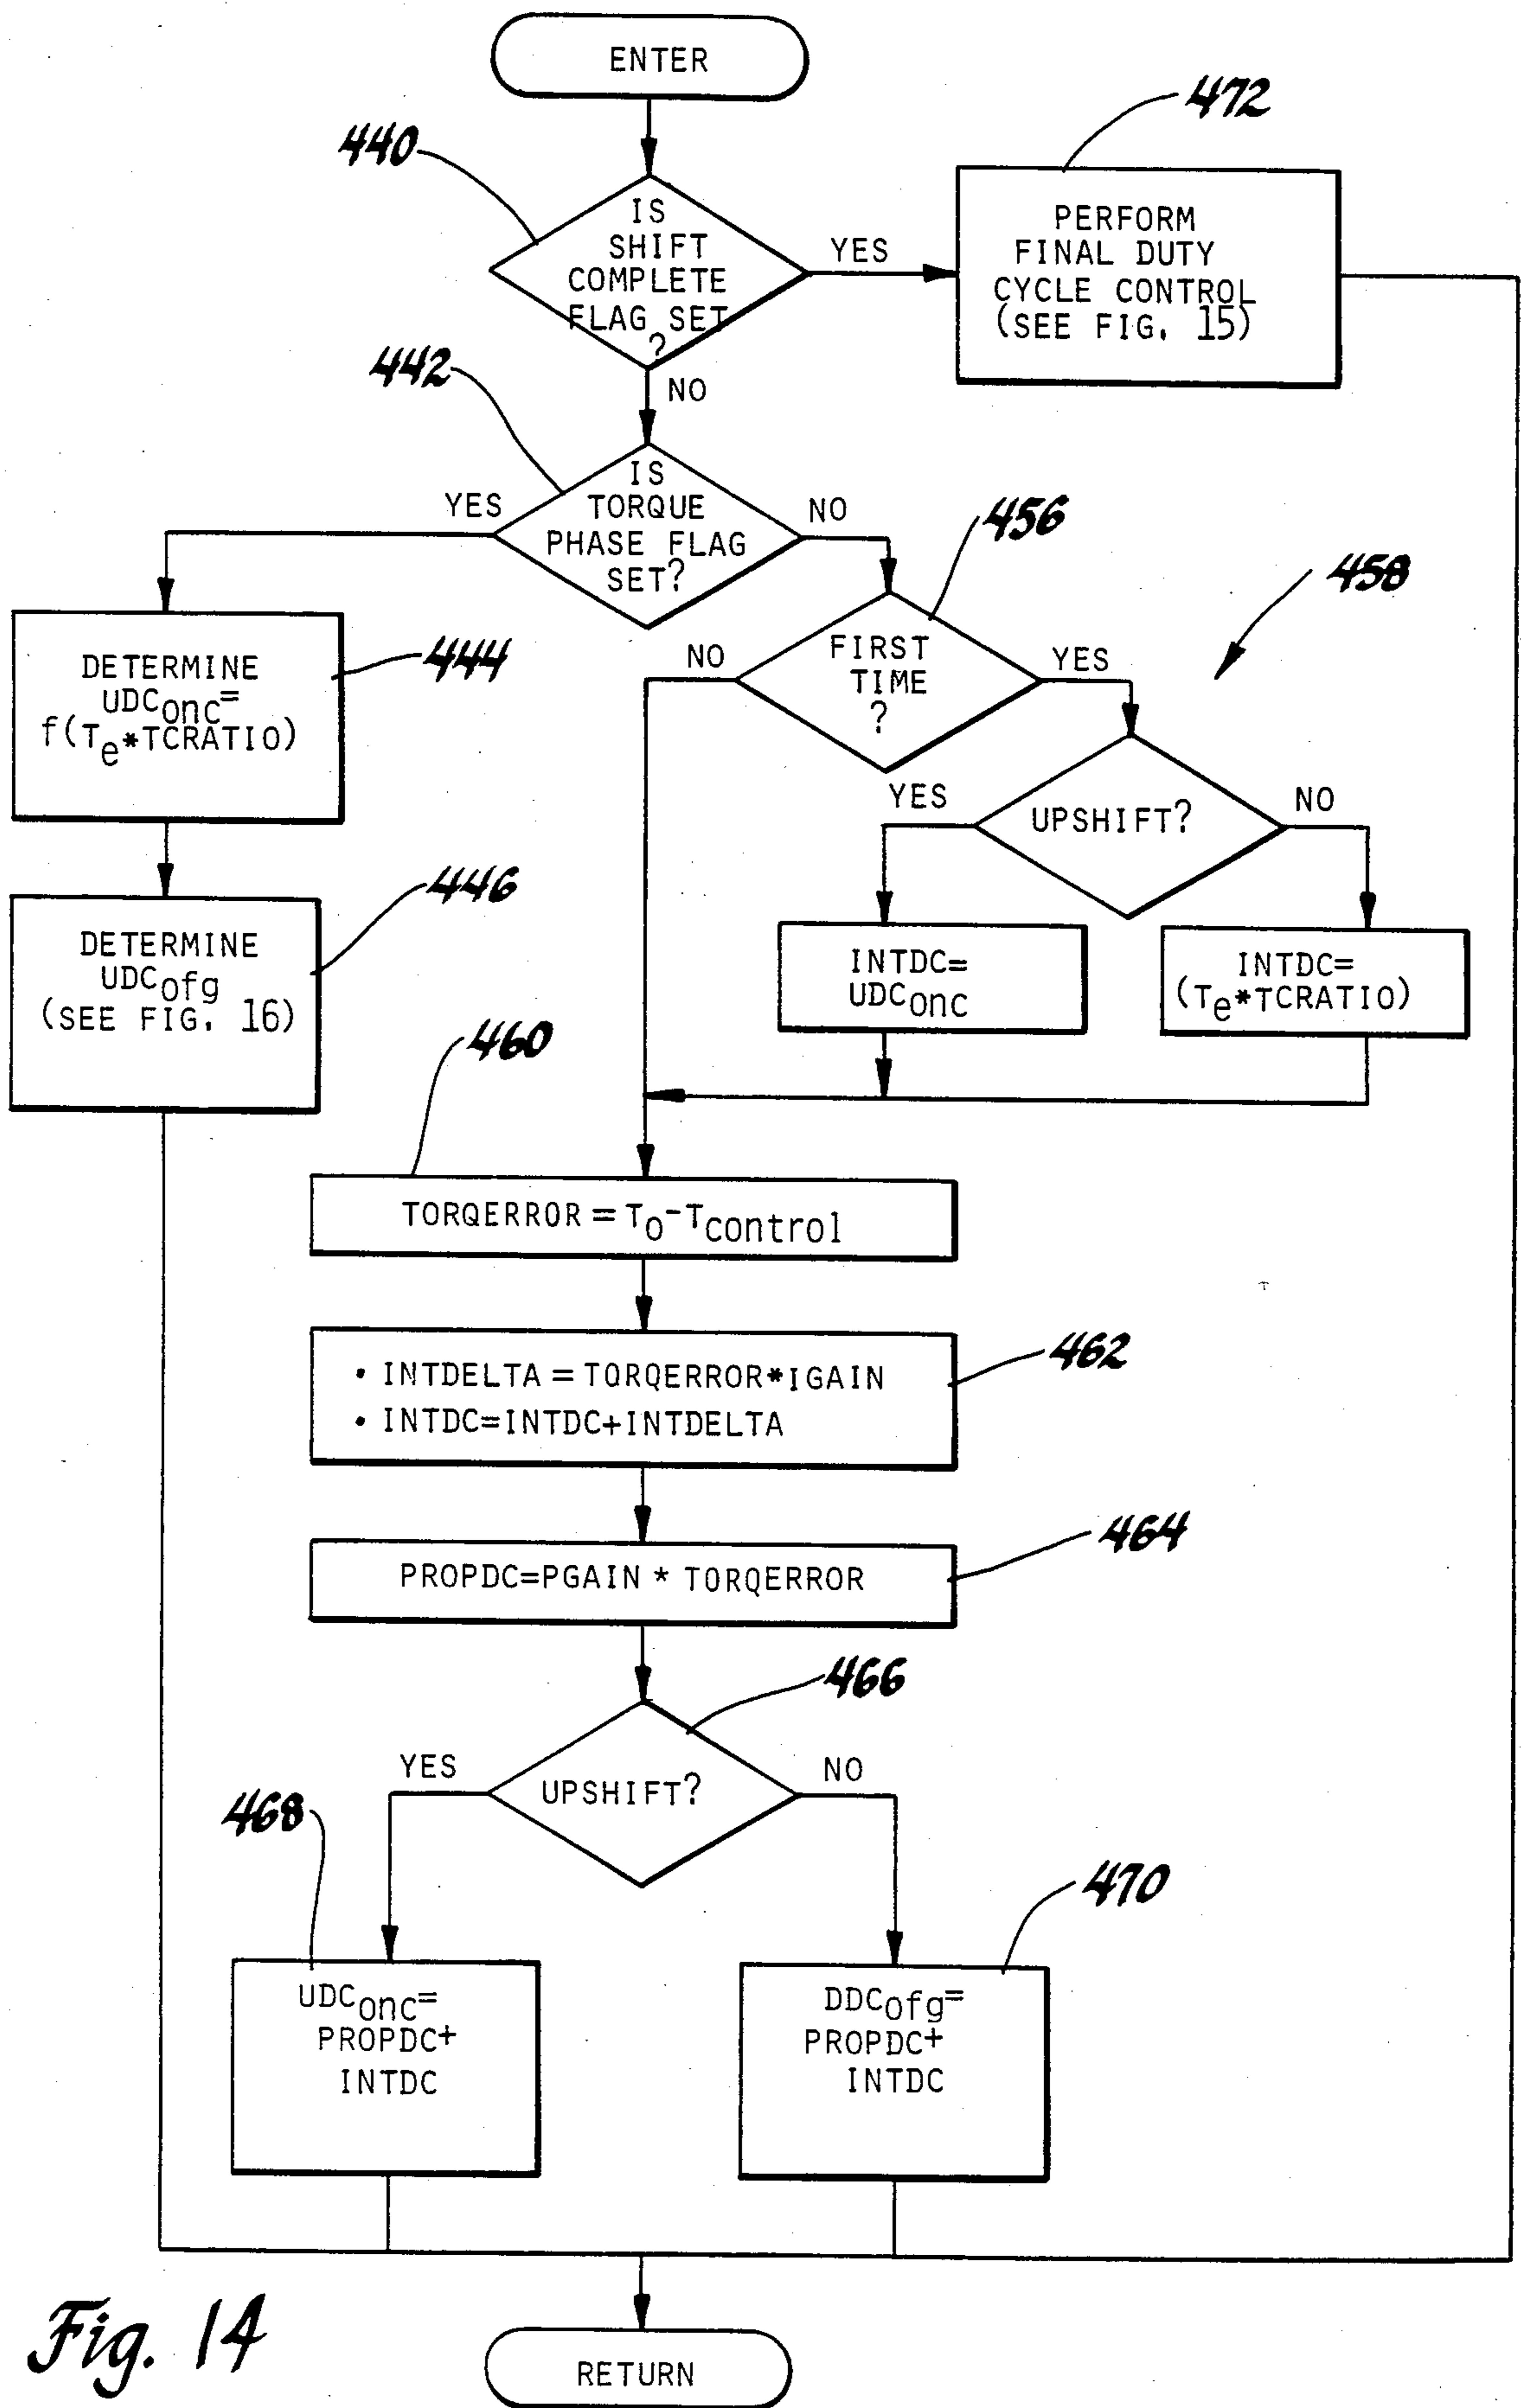 ENTER
472
440
IS
SHIFT
COMPLETE
FLAG SET
?
YES
PERFORM
FINAL DUTY
CYCLE CONTROL
(SEE FIG. 15)
442
NO
IS
TORQUE
PHASE FLAG
SET?
YES
NO
456
458
DETERMINE
UDConc=
f(Te*TCRATIO)
444
NO
FIRST
TIME
?
YES
YES
UPSHIFT?
NO
446
DETERMINE
UDCofg
(SEE FIG. 16)
INTDC=
UDConc
INTDC=
(Te*TCRATIO)
460
TORQERROR = To-Tcontrol
462
• INTDELTA = TORQERROR*IGAIN
• INTDC=INTDC+INTDELTA
464
PROPDC=PGAIN * TORQERROR
466
YES
UPSHIFT?
NO
468
470
UDConc=
PROPDC+
INTDC
DDCofg=
PROPDC+
INTDC
Fig. 14
RETURN